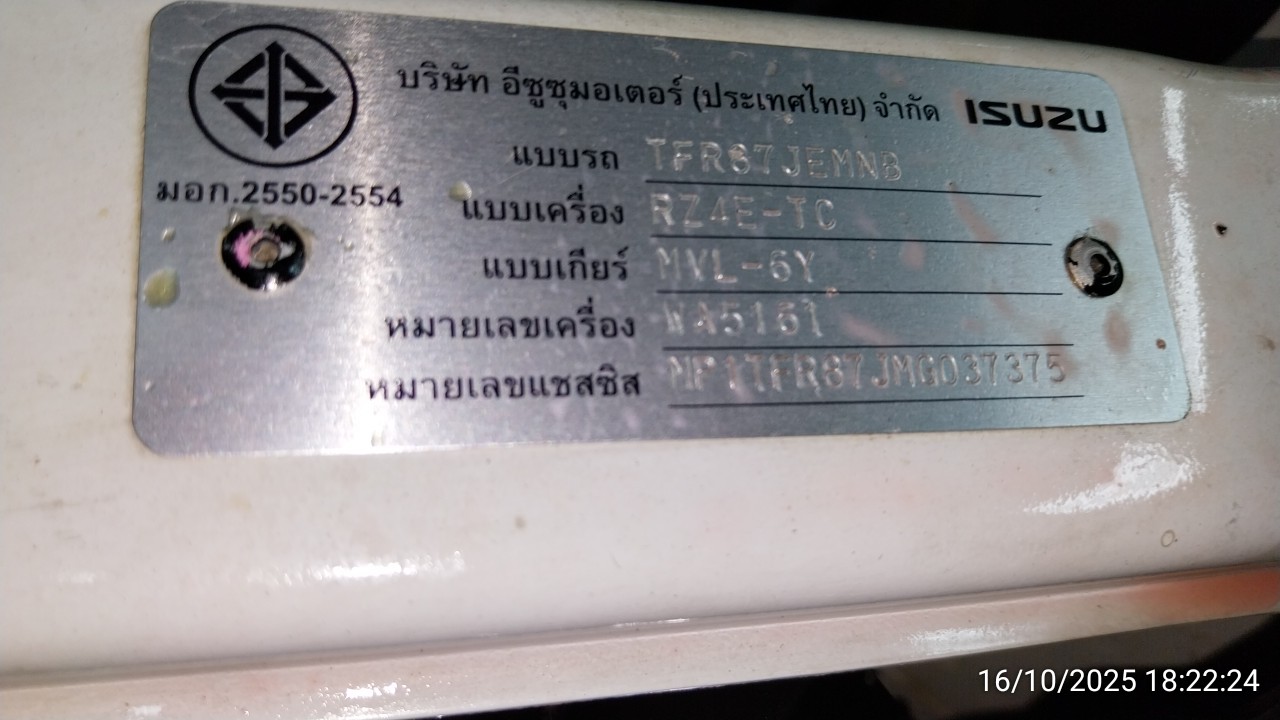 บริษัท อีซูซุมอเตอร์ (ประเทศไทย) จำกัด ISUZU
มอก.2550-2554
แบบรถ TFR87JEMNB
แบบเครื่อง RZ4E-TC
แบบเกียร์ MVL-6Y
หมายเลขเครื่อง WA5161
หมายเลขแชสซิส MP1TFR87JMG037375
16/10/2025 18:22:24